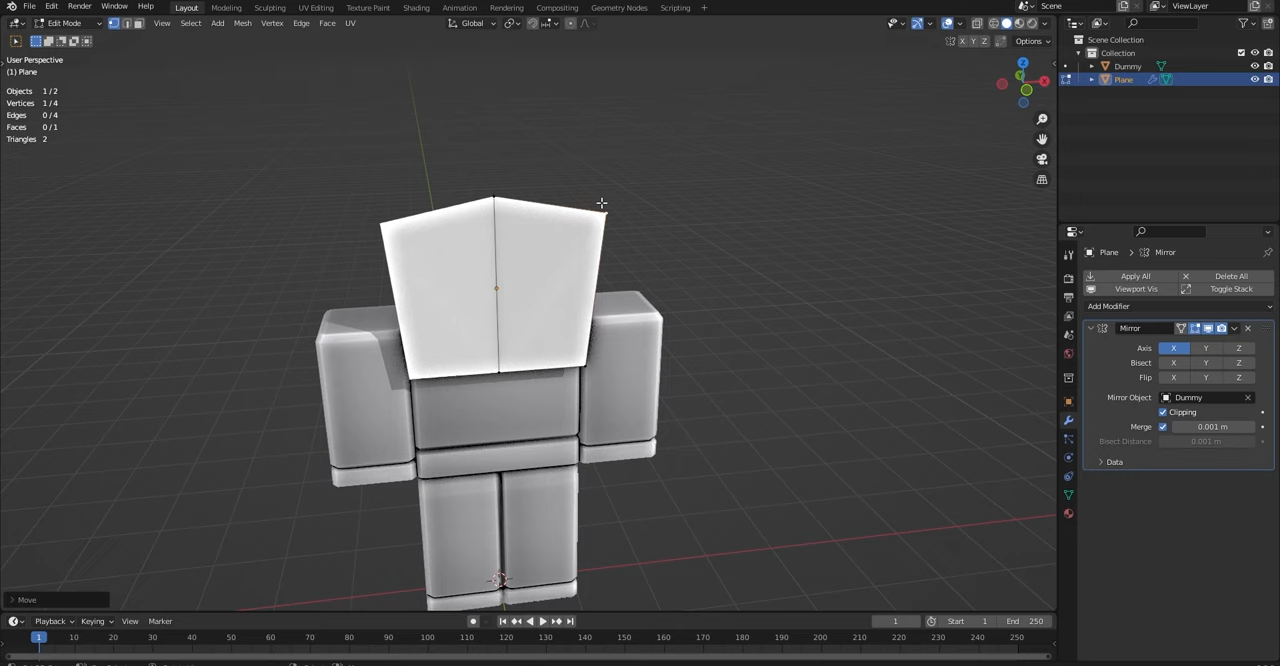 File Edit Render Window Help Layout Modeling Sculpting UV Editing Texture Paint Shading Animation Rendering Compositing Geometry Nodes Scripting + Scene ViewLayer
Edit Mode View Select Add Mesh Vertex Edge Face UV Global
X Y Z Options
User Perspective
(1) Plane
Objects 1 / 2
Vertices 1 / 4
Edges 0 / 4
Faces 0 / 1
Triangles 2
Z
Y
X
Scene Collection
Collection
Dummy
Plane
Plane > Mirror
Apply All Delete All
Viewport Vis Toggle Stack
Add Modifier
Mirror
Axis X Y Z
Bisect X Y Z
Flip X Y Z
Mirror Object Dummy
Clipping
Merge 0.001 m
Bisect Distance 0.001 m
Data
Move
Playback Keying View Marker 1 Start 1 End 250
1 10 20 30 40 50 60 70 80 90 100 110 120 130 140 150 160 170 180 190 200 210 220 230 240 250